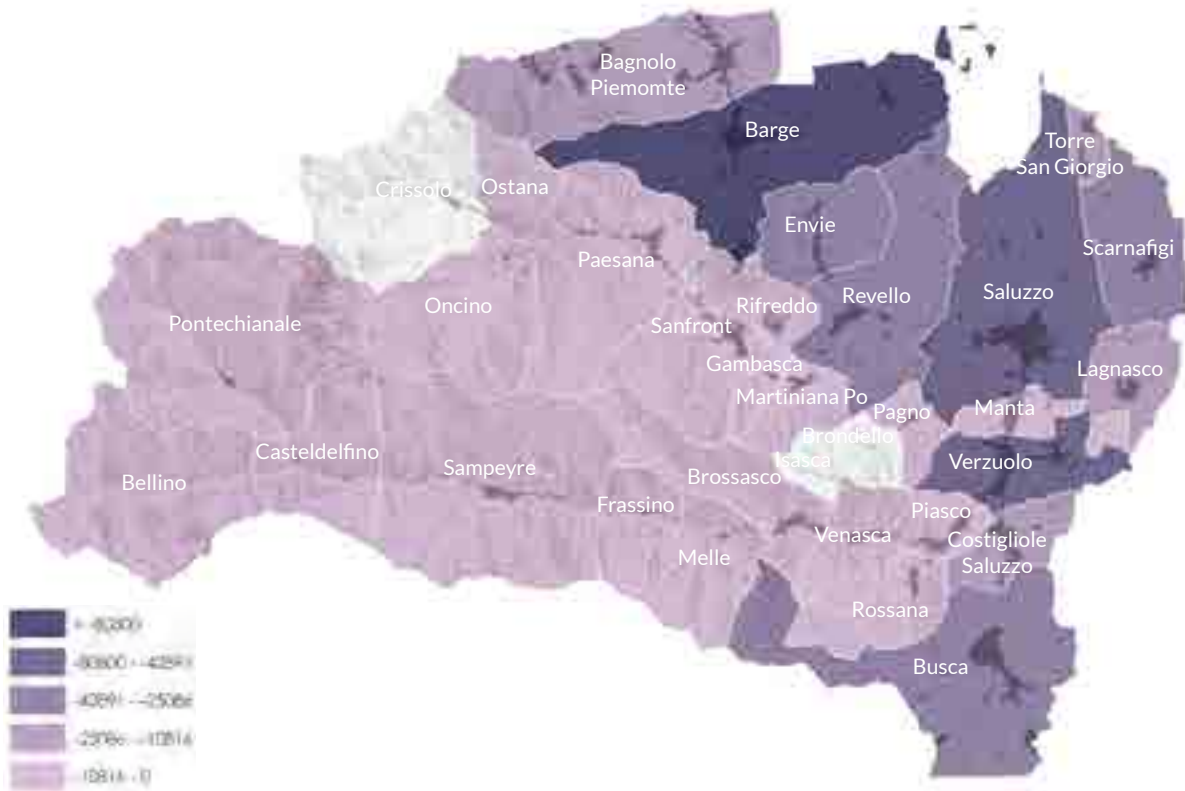 Bagnolo
Piemomte
Barge
Torre
San Giorgio
Crissolo
Ostana
Envie
Scarnafigi
Paesana
Oncino
Rifreddo
Revello
Saluzzo
Pontechianale
Sanfront
Gambasca
Lagnasco
Martiniana Po
Pagno
Manta
Brondello
Isasca
Casteldelfino
Sampeyre
Brossasco
Verzuolo
Bellino
Frassino
Piasco
Venasca
Costigliole
Saluzzo
Melle
Rossana
Busca